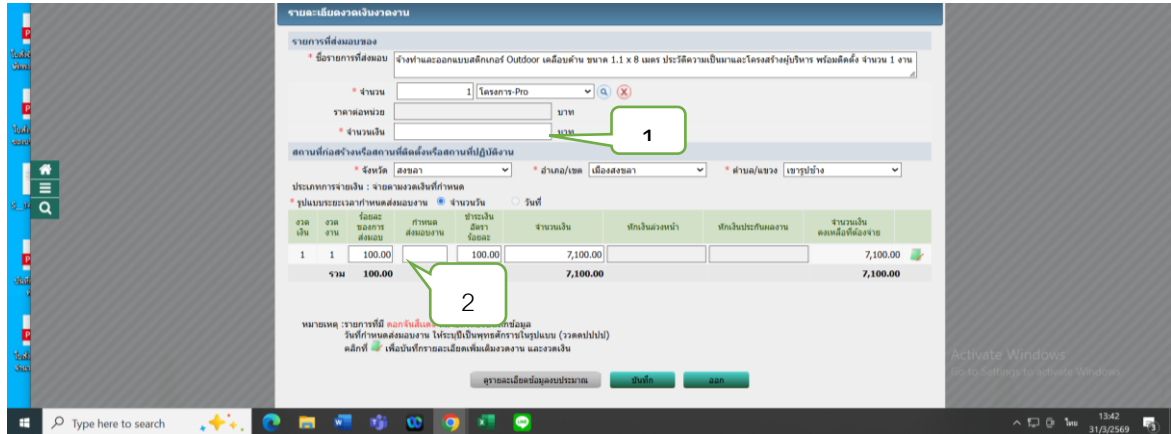 รายละเอียดงวดเงินงวดงาน
รายการที่ส่งมอบของ
* ชื่อรายการที่ส่งมอบ จ้างทำและออกแบบสติกเกอร์ Outdoor เคลือบด้าน ขนาด 1.1 x 8 เมตร ประวัติความเป็นมาและโครงสร้างผู้บริหาร พร้อมติดตั้ง จำนวน 1 งาน
* จำนวน 1 โครงการ-Pro
ราคาต่อหน่วย บาท
* จำนวนเงิน บาท
1
สถานที่ก่อสร้างหรือสถานที่ติดตั้งหรือสถานที่ปฏิบัติงาน
* จังหวัด สงขลา * อำเภอ/เขต เมืองสงขลา * ตำบล/แขวง เขารูปช้าง
ประเภทการจ่ายเงิน : จ่ายตามงวดเงินที่กำหนด
* รูปแบบระยะเวลากำหนดส่งมอบงาน จำนวนวัน วันที่
งวดเงิน งวดงาน ร้อยละของการส่งมอบ กำหนดส่งมอบงาน ชำระเงินอัตราร้อยละ จำนวนเงิน หักเงินล่วงหน้า หักเงินประกันผลงาน จำนวนเงินคงเหลือที่ต้องจ่าย
1 1 100.00 100.00 7,100.00 7,100.00
รวม 100.00 7,100.00 7,100.00
2
หมายเหตุ :รายการที่มี ดอกจันสีแดง
วันที่กำหนดส่งมอบงาน ให้ระบุปีเป็นพุทธศักราชในรูปแบบ (ววดดปปปป)
คลิกที่ เพื่อบันทึกรายละเอียดเพิ่มเติมงวดงาน และงวดเงิน
ดูรายละเอียดข้อมูลงบประมาณ บันทึก ออก
Activate Windows
Go to Settings to activate Windows.
Type here to search
ไทย
13:42
31/3/2569